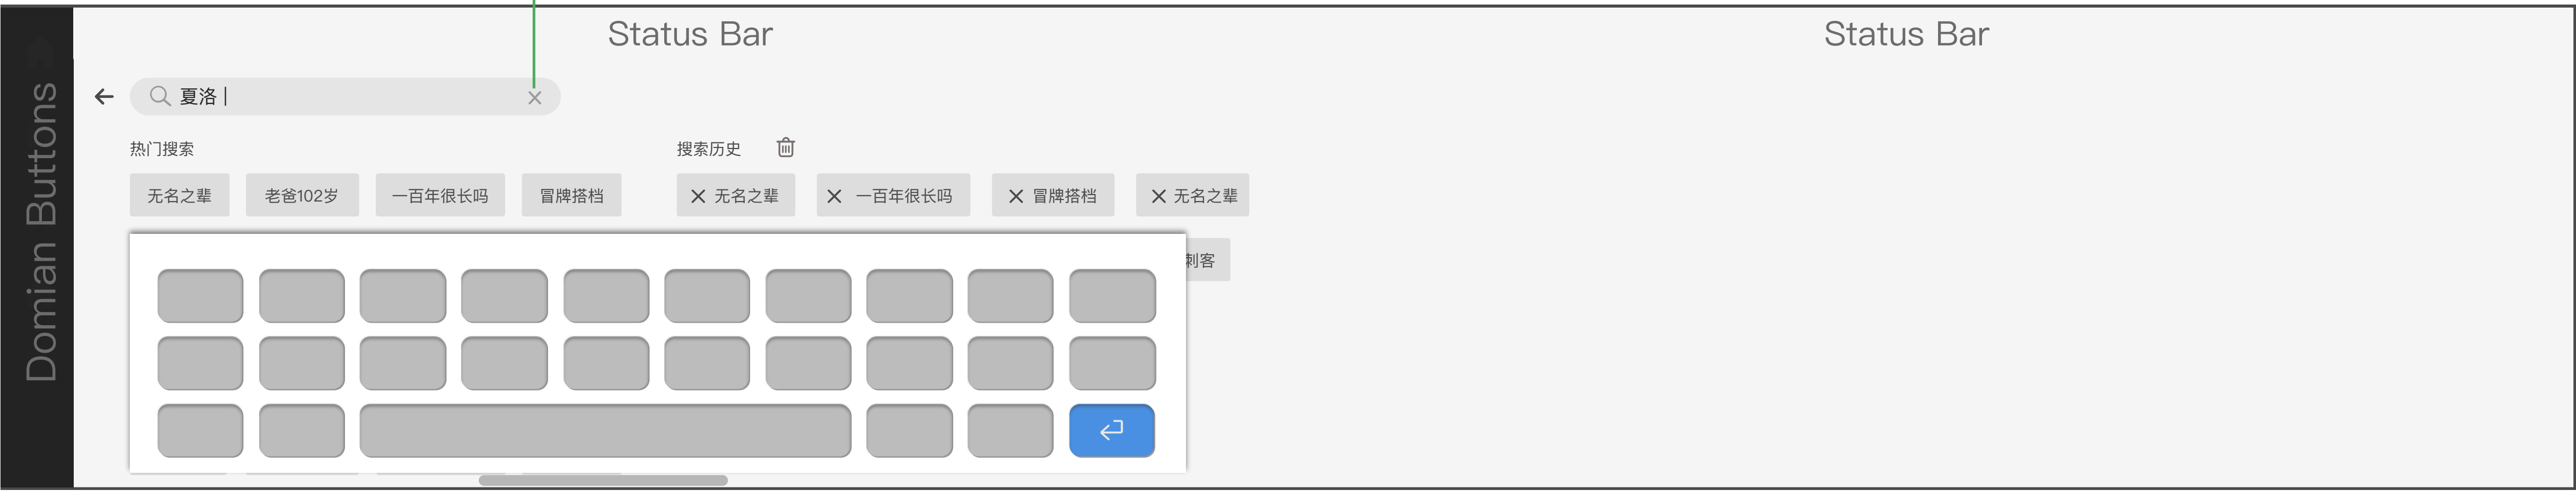 Status Bar
Status Bar
Domian Buttons
夏洛
热门搜索
搜索历史
无名之辈
老爸102岁
一百年很长吗
冒牌搭档
无名之辈
一百年很长吗
冒牌搭档
无名之辈
刺客